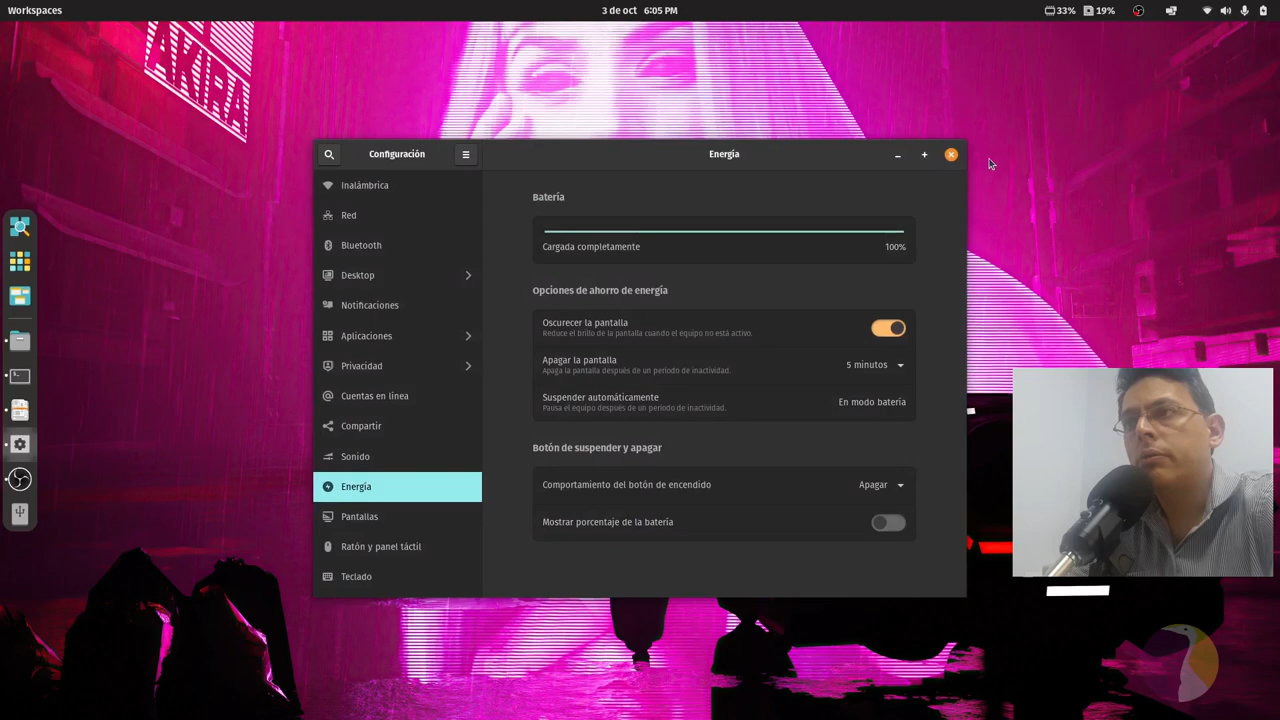 Workspaces
3 de oct 6:05 PM
33%
19%
AKIRA
Configuración
Energía
Inalámbrica
Red
Bluetooth
Desktop
Notificaciones
Aplicaciones
Privacidad
Cuentas en línea
Compartir
Sonido
Energía
Pantallas
Ratón y panel táctil
Teclado
Batería
Cargada completamente
100%
Opciones de ahorro de energía
Oscurecer la pantalla
Reduce el brillo de la pantalla cuando el equipo no está activo.
Apagar la pantalla
Apaga la pantalla después de un período de inactividad.
5 minutos
Suspender automáticamente
Pausa el equipo después de un período de inactividad.
En modo batería
Botón de suspender y apagar
Comportamiento del botón de encendido
Apagar
Mostrar porcentaje de la batería